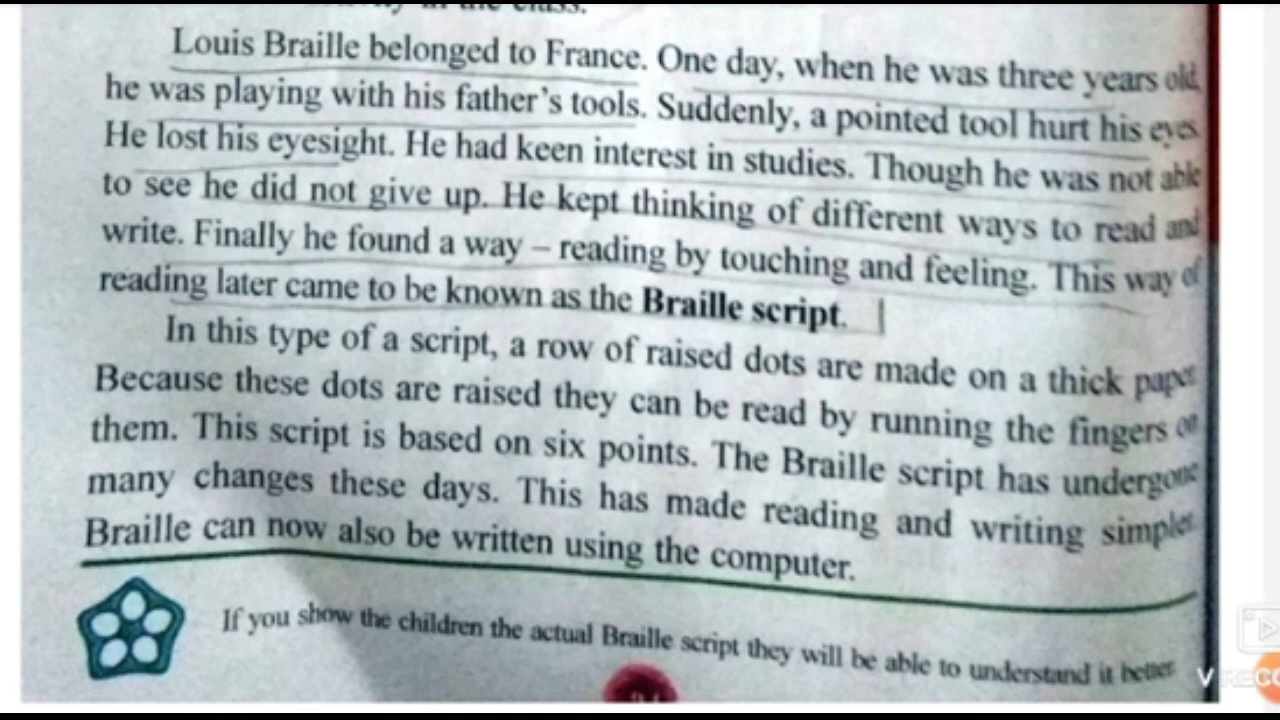 in the class.
Louis Braille belonged to France. One day, when he was three years old,
he was playing with his father's tools. Suddenly, a pointed tool hurt his eyes.
He lost his eyesight. He had keen interest in studies. Though he was not able
to see he did not give up. He kept thinking of different ways to read and
write. Finally he found a way – reading by touching and feeling. This way of
reading later came to be known as the Braille script.
In this type of a script, a row of raised dots are made on a thick paper.
Because these dots are raised they can be read by running the fingers on
them. This script is based on six points. The Braille script has undergone
many changes these days. This has made reading and writing simpler.
Braille can now also be written using the computer.
If you show the children the actual Braille script they will be able to understand it better